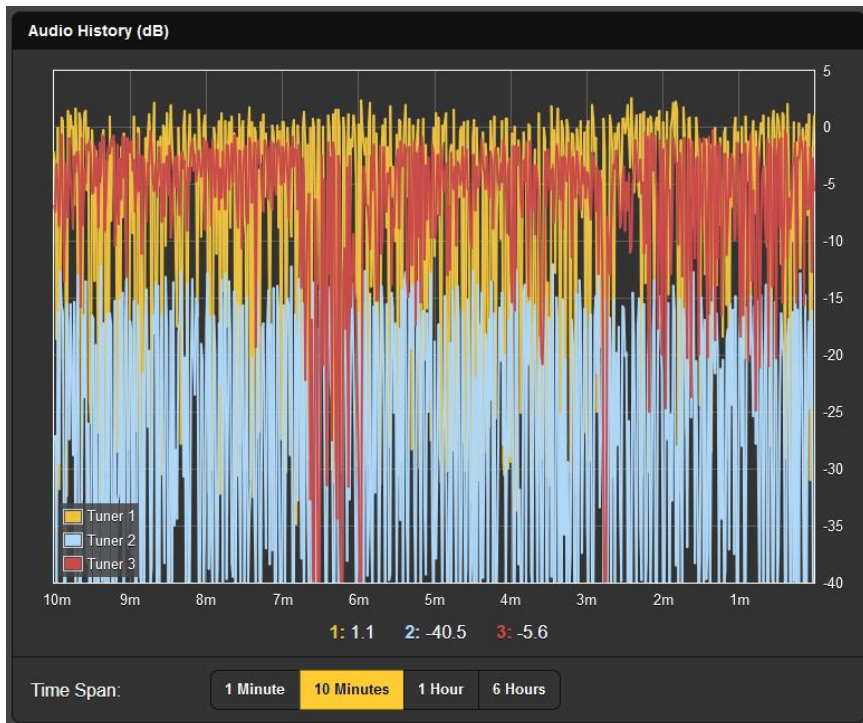 Audio History (dB)
5
0
-5
-10
-15
-20
-25
-30
-35
-40
Tuner 1
Tuner 2
Tuner 3
10m 9m 8m 7m 6m 5m 4m 3m 2m 1m
1: 1.1 2: -40.5 3: -5.6
Time Span: 1 Minute 10 Minutes 1 Hour 6 Hours